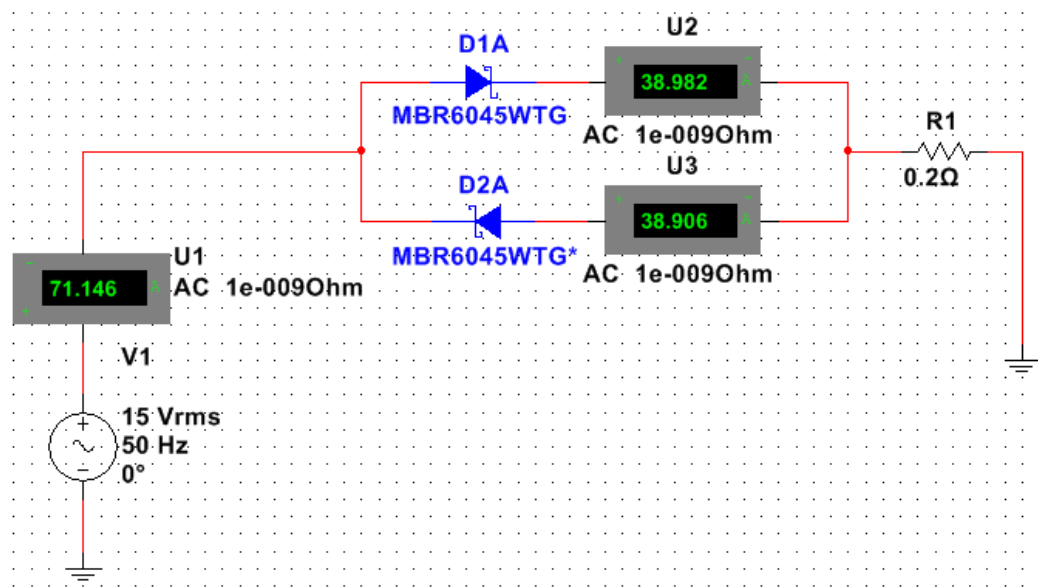 U2
D1A
38.982
A
MBR6045WTG
AC 1e-009Ohm
R1
U3
0.2Ω
D2A
38.906
A
MBR6045WTG*
AC 1e-009Ohm
U1
71.146
A
AC 1e-009Ohm
V1
15 Vrms
50 Hz
0°